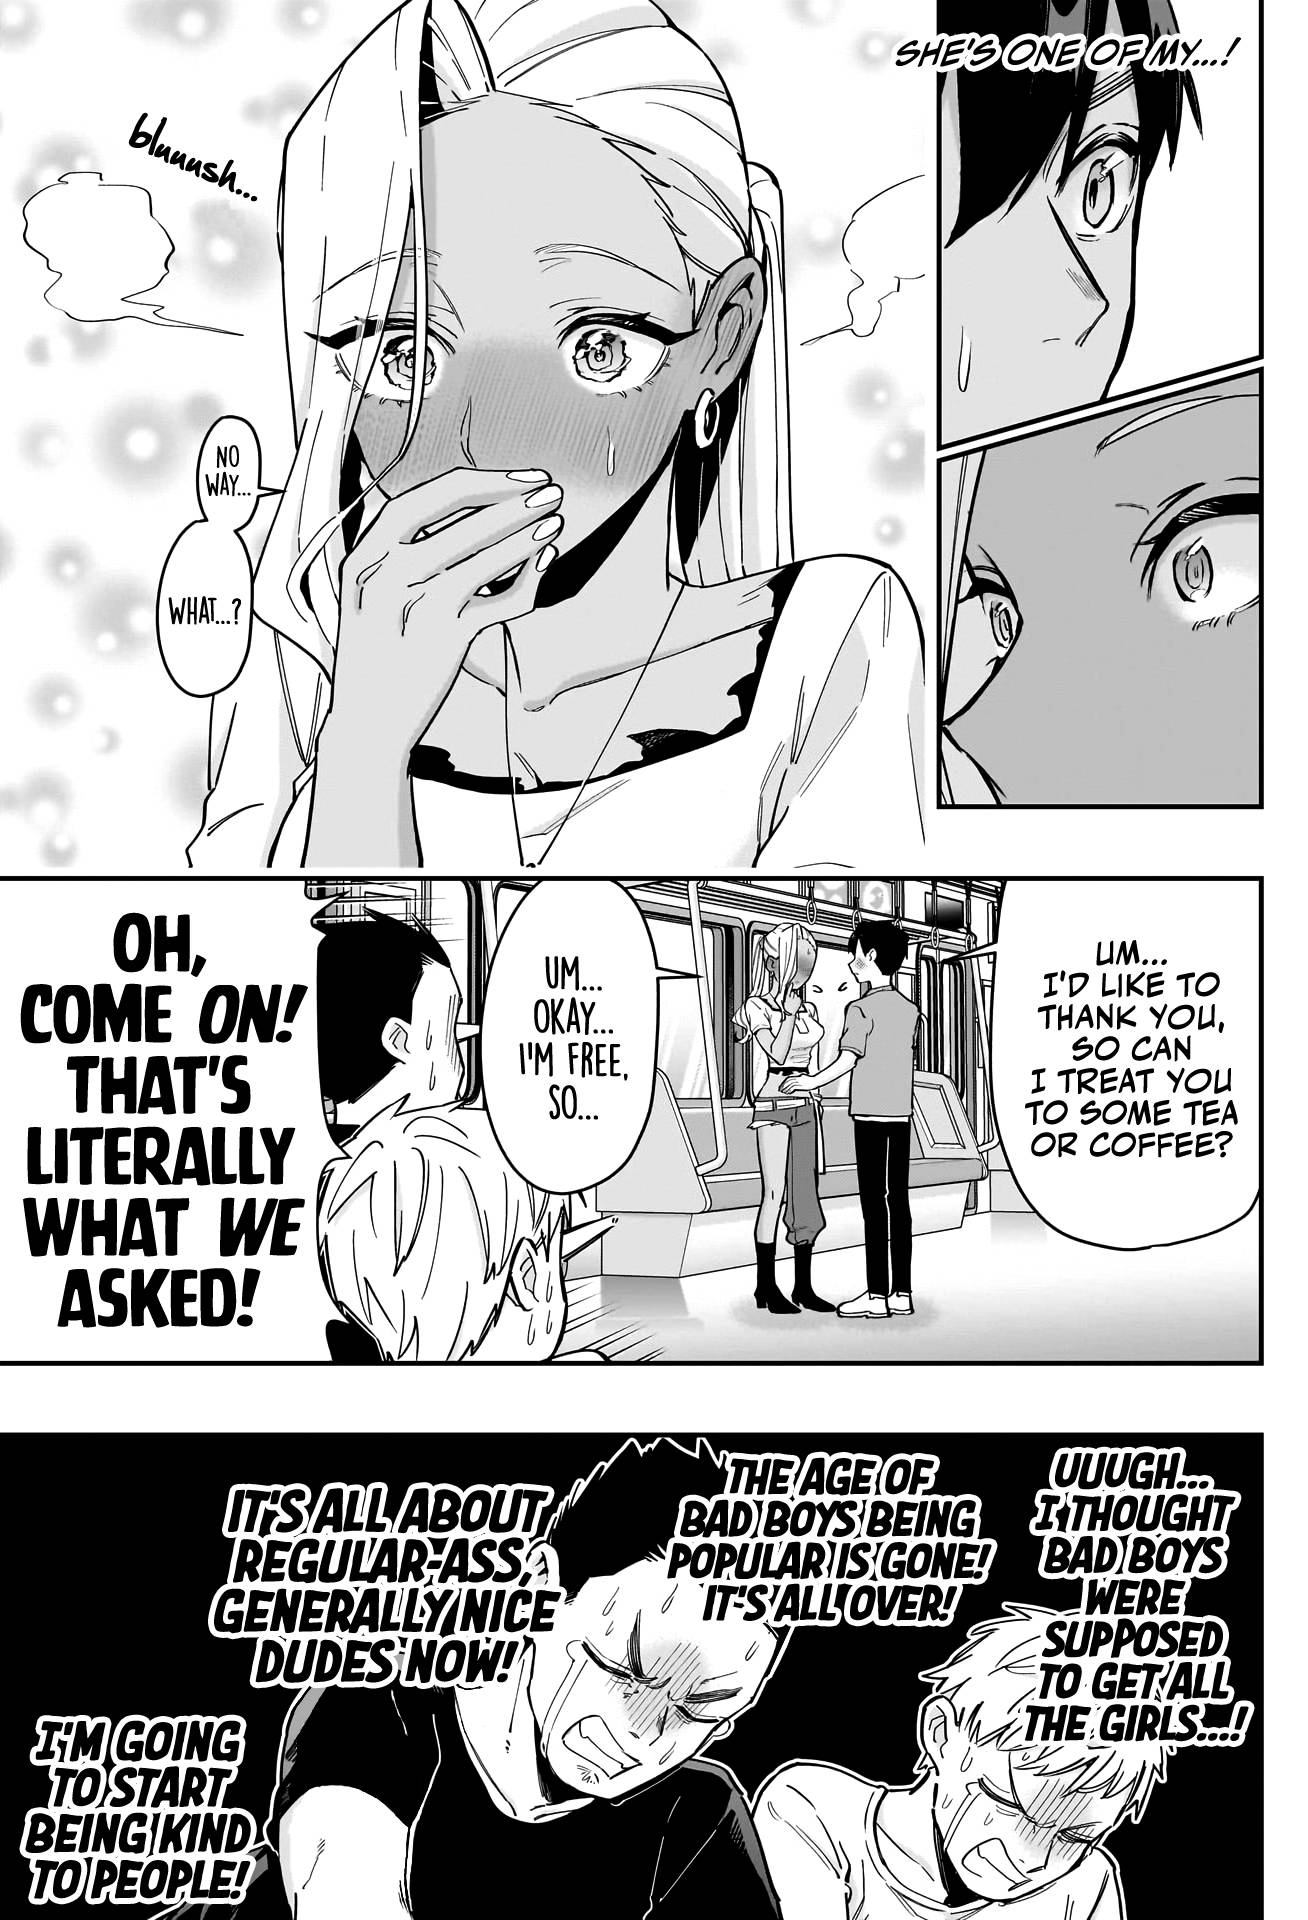 SHE'S ONE OF MY...!
bluuush...
NO
WAY...
WHAT...?
UM...
I'D LIKE TO
THANK YOU,
SO CAN
I TREAT YOU
TO SOME TEA
OR COFFEE?
UM...
OKAY...
I'M FREE,
SO...
OH,
COME ON!
THAT'S
LITERALLY
WHAT WE
ASKED!
UUUGH...
I THOUGHT
BAD BOYS
WERE
SUPPOSED
TO GET ALL
THE GIRLS...!
THE AGE OF
BAD BOYS BEING
POPULAR IS GONE!
IT'S ALL OVER!
IT'S ALL ABOUT
REGULAR-ASS,
GENERALLY NICE
DUDES NOW!
I'M GOING
TO START
BEING KIND
TO PEOPLE!